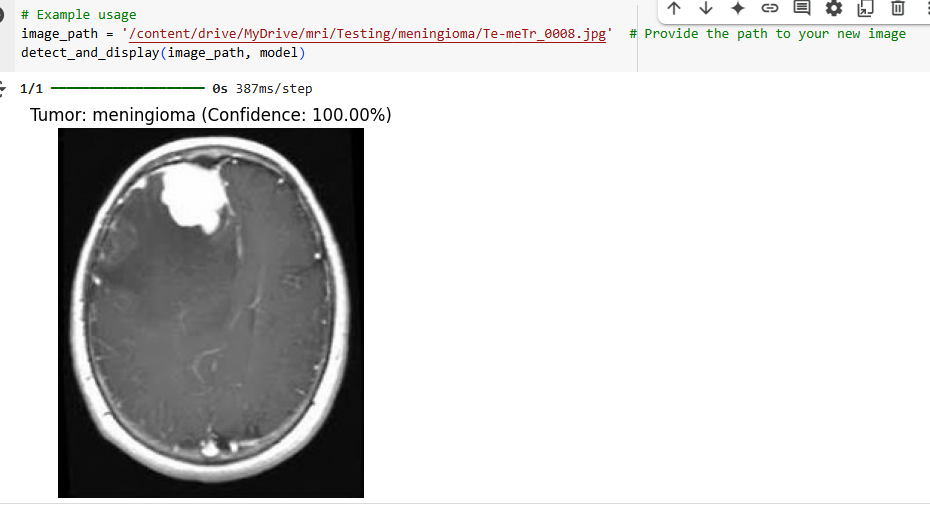 # Example usage
image_path = '/content/drive/MyDrive/mri/Testing/meningioma/Te-meTr_0008.jpg'  # Provide the path to your new image
detect_and_display(image_path, model)
1/1 ━━━━━━━━━━━━━━━━━━━━ 0s 387ms/step
Tumor: meningioma (Confidence: 100.00%)